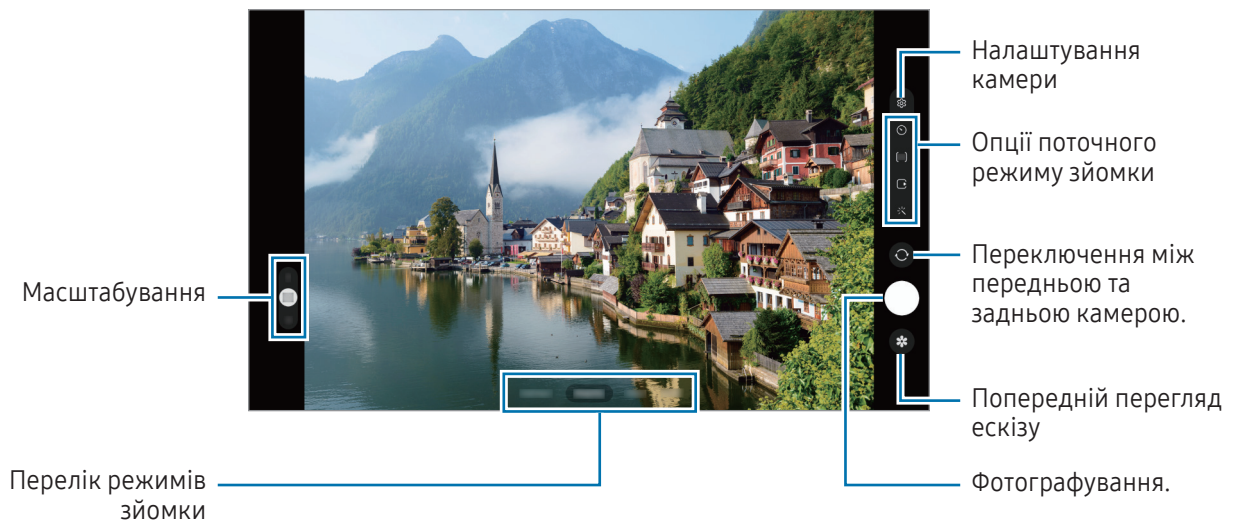 Налаштування
камери
Опції поточного
режиму зйомки
Переключення між
передньою та
задньою камерою.
Масштабування
Попередній перегляд
ескізу
Перелік режимів
зйомки
Фотографування.